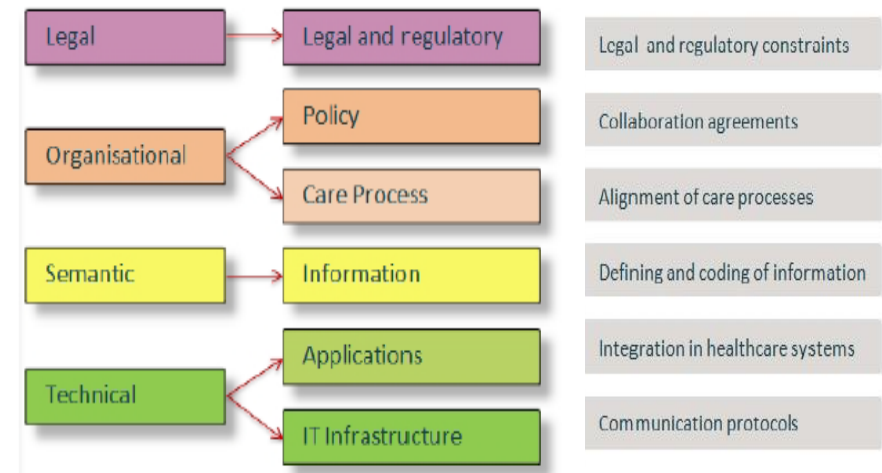 Legal
Legal and regulatory
Legal and regulatory constraints
Organisational
Policy
Collaboration agreements
Care Process
Alignment of care processes
Semantic
Information
Defining and coding of information
Technical
Applications
Integration in healthcare systems
IT Infrastructure
Communication protocols